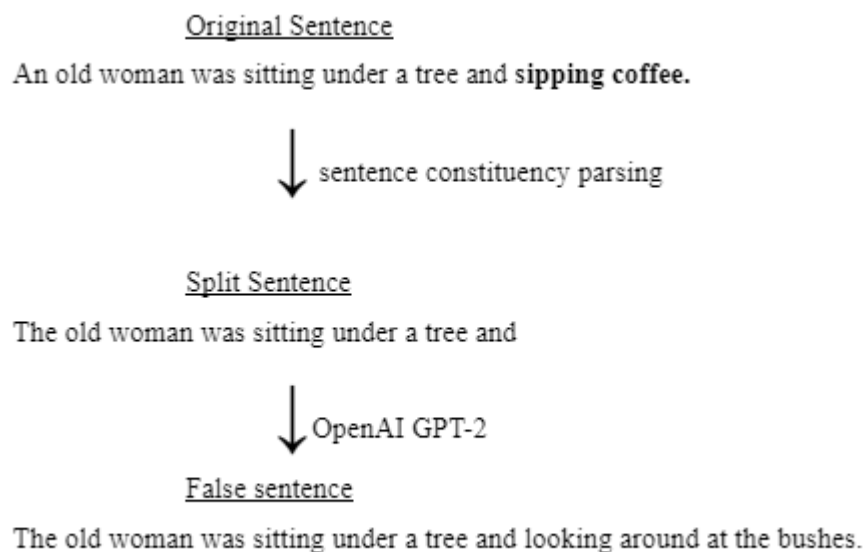 Original Sentence
An old woman was sitting under a tree and sipping coffee.
sentence constituency parsing
Split Sentence
The old woman was sitting under a tree and
OpenAI GPT-2
False sentence
The old woman was sitting under a tree and looking around at the bushes.